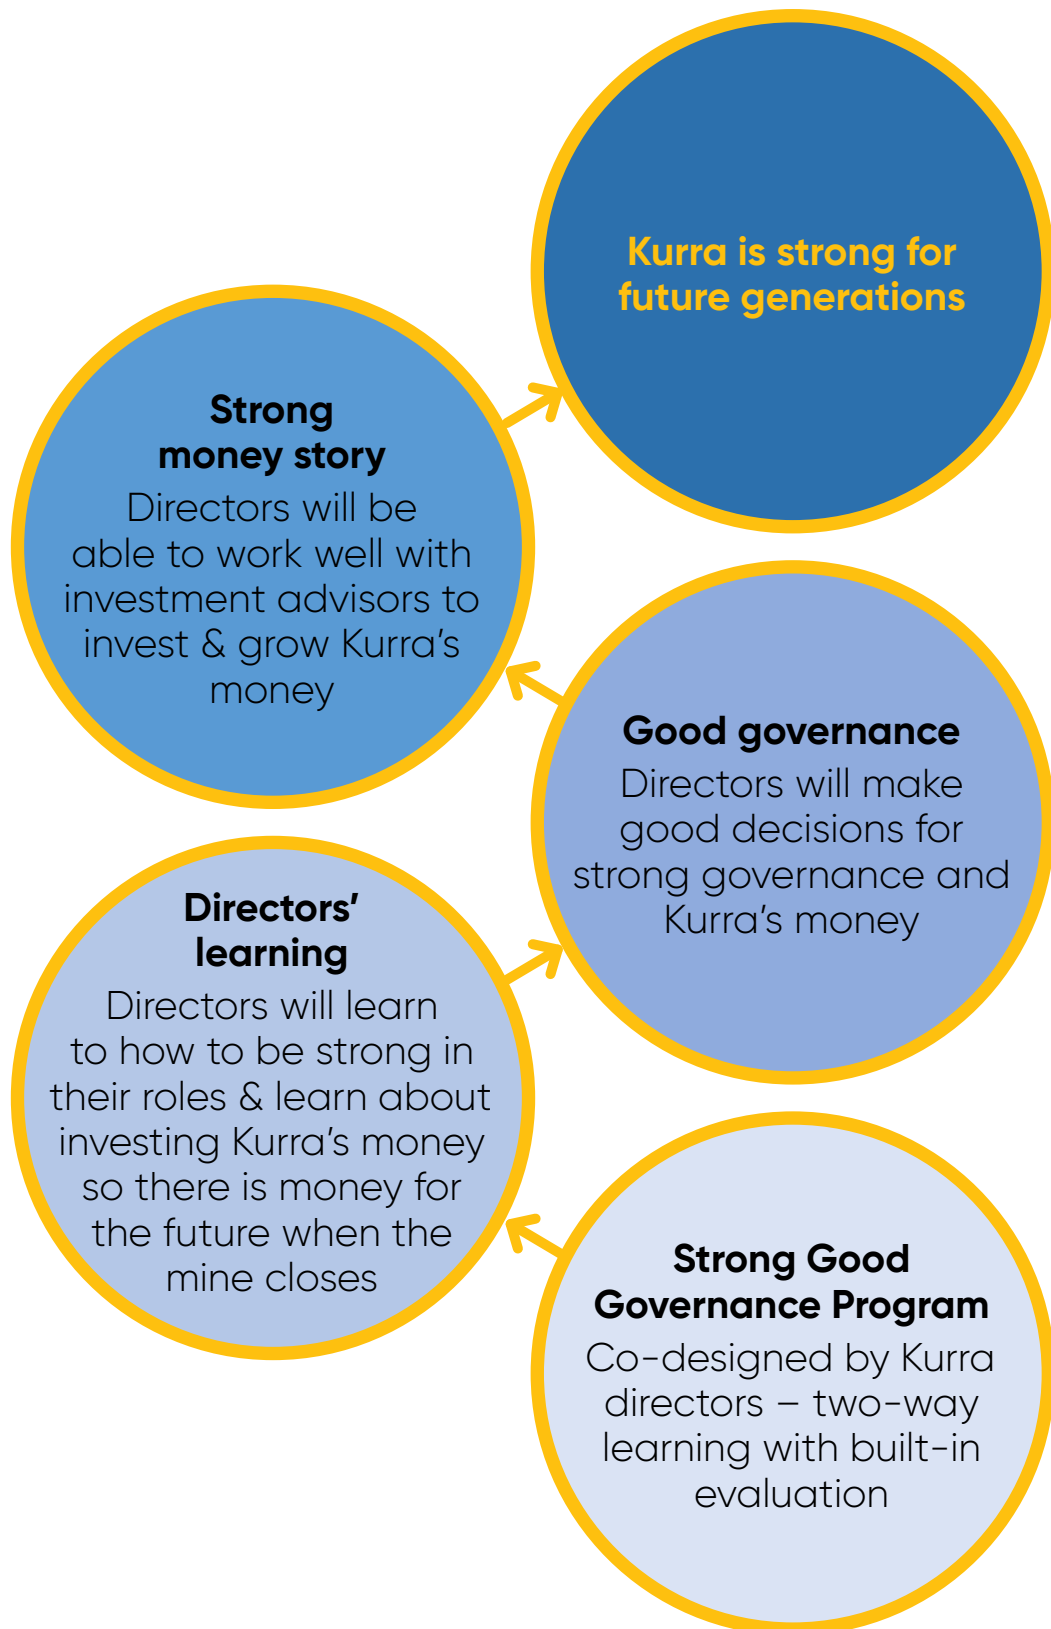 Kurra is strong for
future generations
Strong
money story
Directors will be
able to work well with
investment advisors to
invest & grow Kurra’s
money
Good governance
Directors will make
good decisions for
strong governance and
Kurra’s money
Directors’
learning
Directors will learn
to how to be strong in
their roles & learn about
investing Kurra’s money
so there is money for
the future when the
mine closes
Strong Good
Governance Program
Co-designed by Kurra
directors – two-way
learning with built-in
evaluation